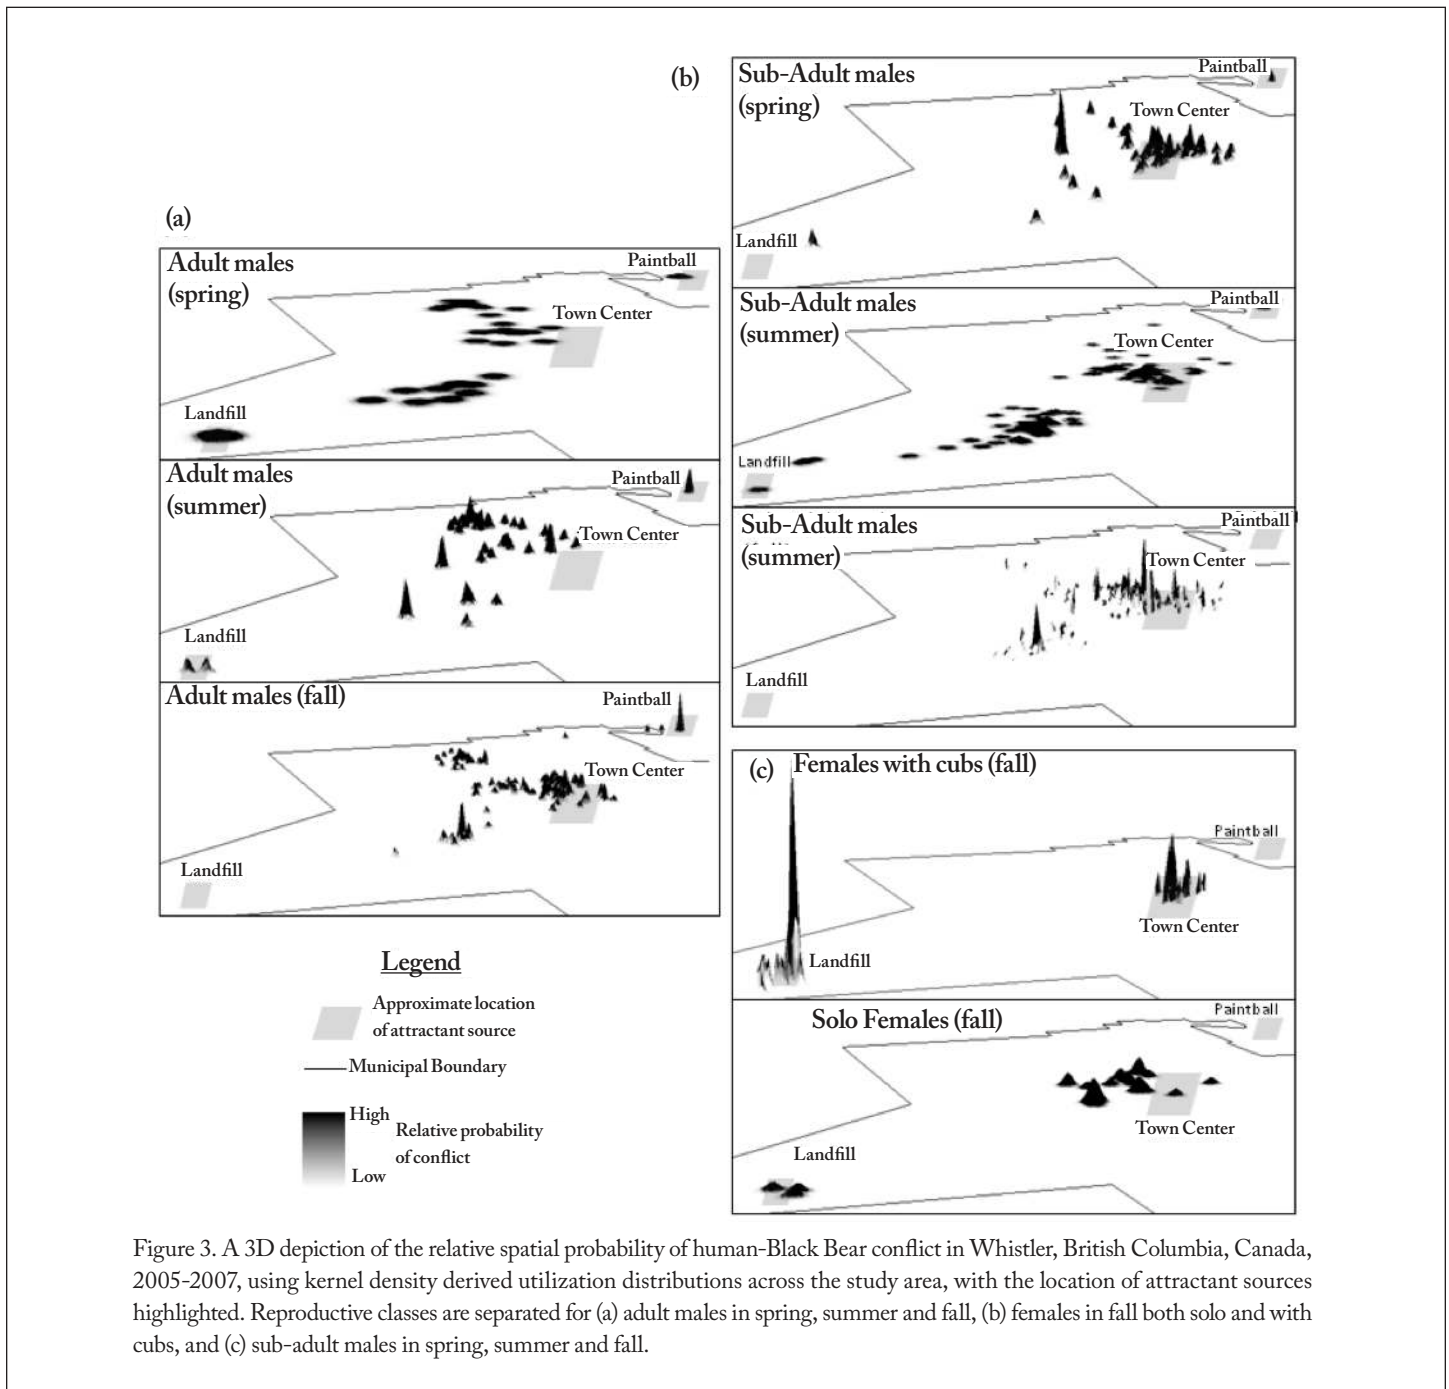 (a)
Adult males
(spring)
Paintball
Town Center
Landfill
Adult males
(summer)
Paintball
Town Center
Landfill
Adult males (fall)
Paintball
Town Center
Landfill
Legend
Approximate location
of attractant source
Municipal Boundary
High
Relative probability
of conflict
Low
(b)
Sub-Adult males
(spring)
Paintball
Town Center
Landfill
Sub-Adult males
(summer)
Paintball
Town Center
Landfill
Sub-Adult males
(summer)
Paintball
Town Center
Landfill
(c)
Females with cubs (fall)
Paintball
Town Center
Landfill
Solo Females (fall)
Paintball
Town Center
Landfill
Figure 3. A 3D depiction of the relative spatial probability of human-Black Bear conflict in Whistler, British Columbia, Canada,
2005-2007, using kernel density derived utilization distributions across the study area, with the location of attractant sources
highlighted. Reproductive classes are separated for (a) adult males in spring, summer and fall, (b) females in fall both solo and with
cubs, and (c) sub-adult males in spring, summer and fall.